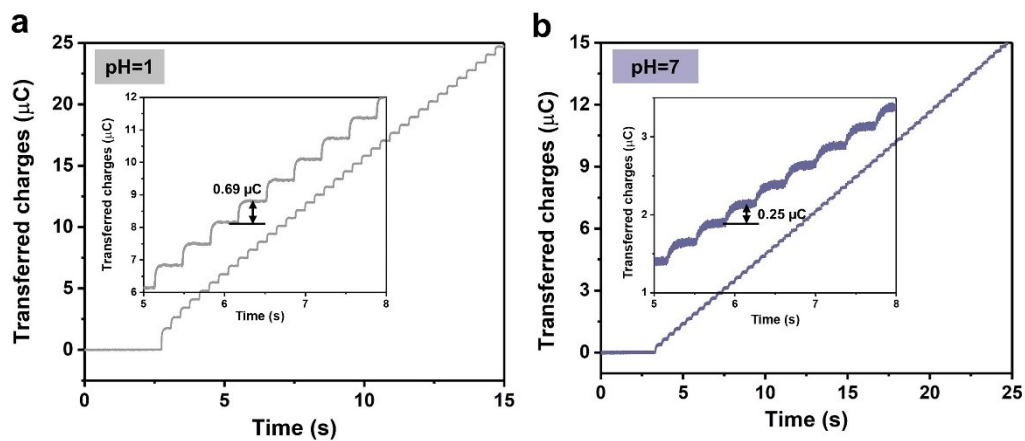 a
pH=1
Transferred charges (μC)
25
20
15
10
5
0
0
5
10
15
Time (s)
Transferred charges (μC)
12
11
10
9
8
7
6
0.69 μC
5
6
7
8
Time (s)
b
pH=7
Transferred charges (μC)
15
12
9
6
3
0
0
5
10
15
20
25
Time (s)
Transferred charges (μC)
3
2
1
0.25 μC
5
6
7
8
Time (s)